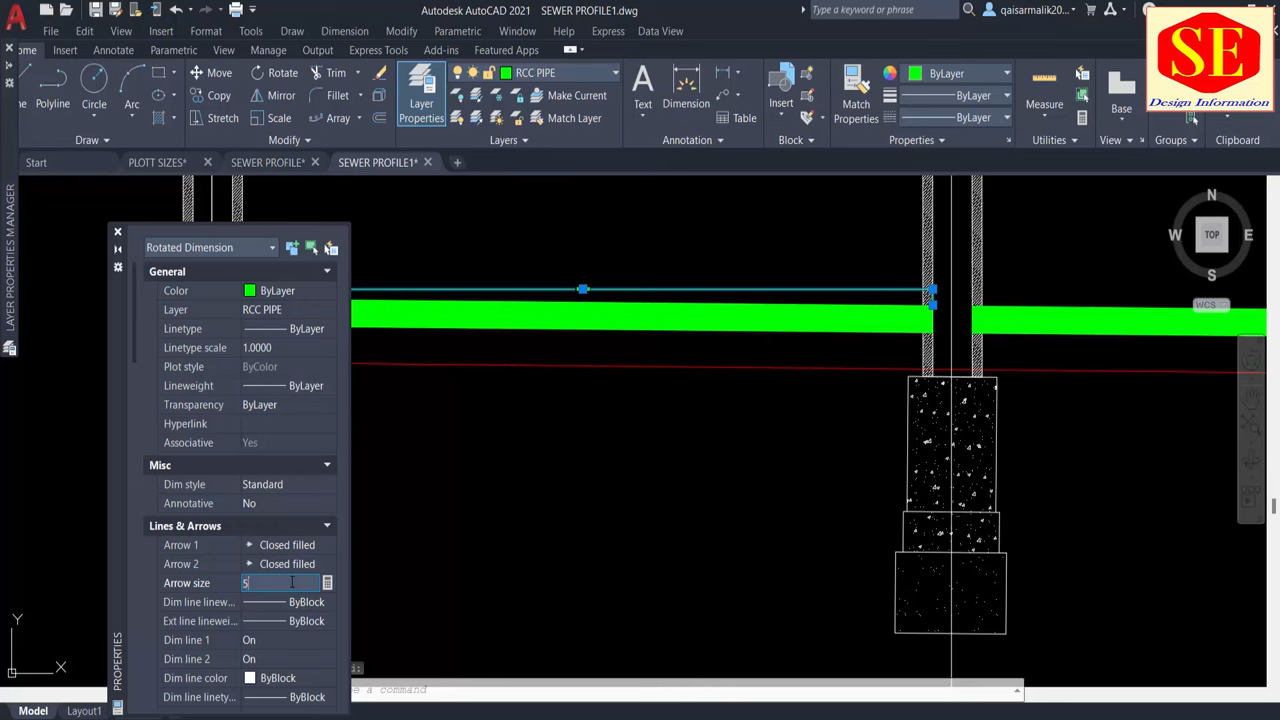 Autodesk AutoCAD 2021 SEWER PROFILE1.dwg
Type a keyword or phrase
qaisarmalik20...
File Edit View Insert Format Tools Draw Dimension Modify Parametric Window Help Express Data View
Insert Annotate Parametric View Manage Output Express Tools Add-ins Featured Apps
SE
Design Information
Polyline Circle Arc
Draw
Move Rotate Trim
Copy Mirror Fillet
Stretch Scale Array
Modify
Layer Properties
RCC PIPE
Make Current
Match Layer
Layers
Text Dimension Table
Annotation
Insert
Block
Match Properties
ByLayer
ByLayer
ByLayer
Properties
Measure
Utilities
Base
View
Groups
Clipboard
Start PLOTT SIZES* SEWER PROFILE* SEWER PROFILE1*
LAYER PROPERTIES MANAGER
N
W TOP E
S
WCS
Rotated Dimension
General
Color ByLayer
Layer RCC PIPE
Linetype ByLayer
Linetype scale 1.0000
Plot style ByColor
Lineweight ByLayer
Transparency ByLayer
Hyperlink
Associative Yes
Misc
Dim style Standard
Annotative No
Lines & Arrows
Arrow 1 Closed filled
Arrow 2 Closed filled
Arrow size 5
Dim line linew... ByBlock
Ext line linewei... ByBlock
Dim line 1 On
Dim line 2 On
Dim line color ByBlock
Dim line linety... ByBlock
PROPERTIES
Y
X
e a command
Model Layout1